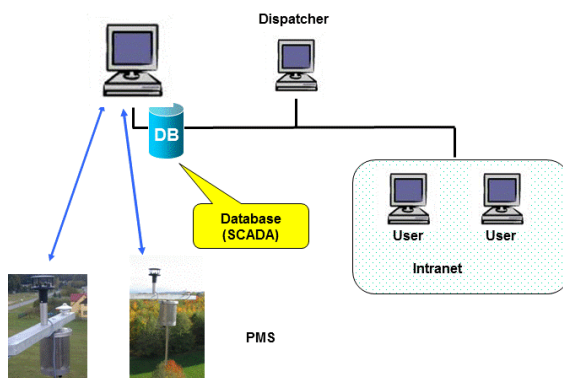 Dispatcher
DB
Database
(SCADA)
User
User
Intranet
PMS